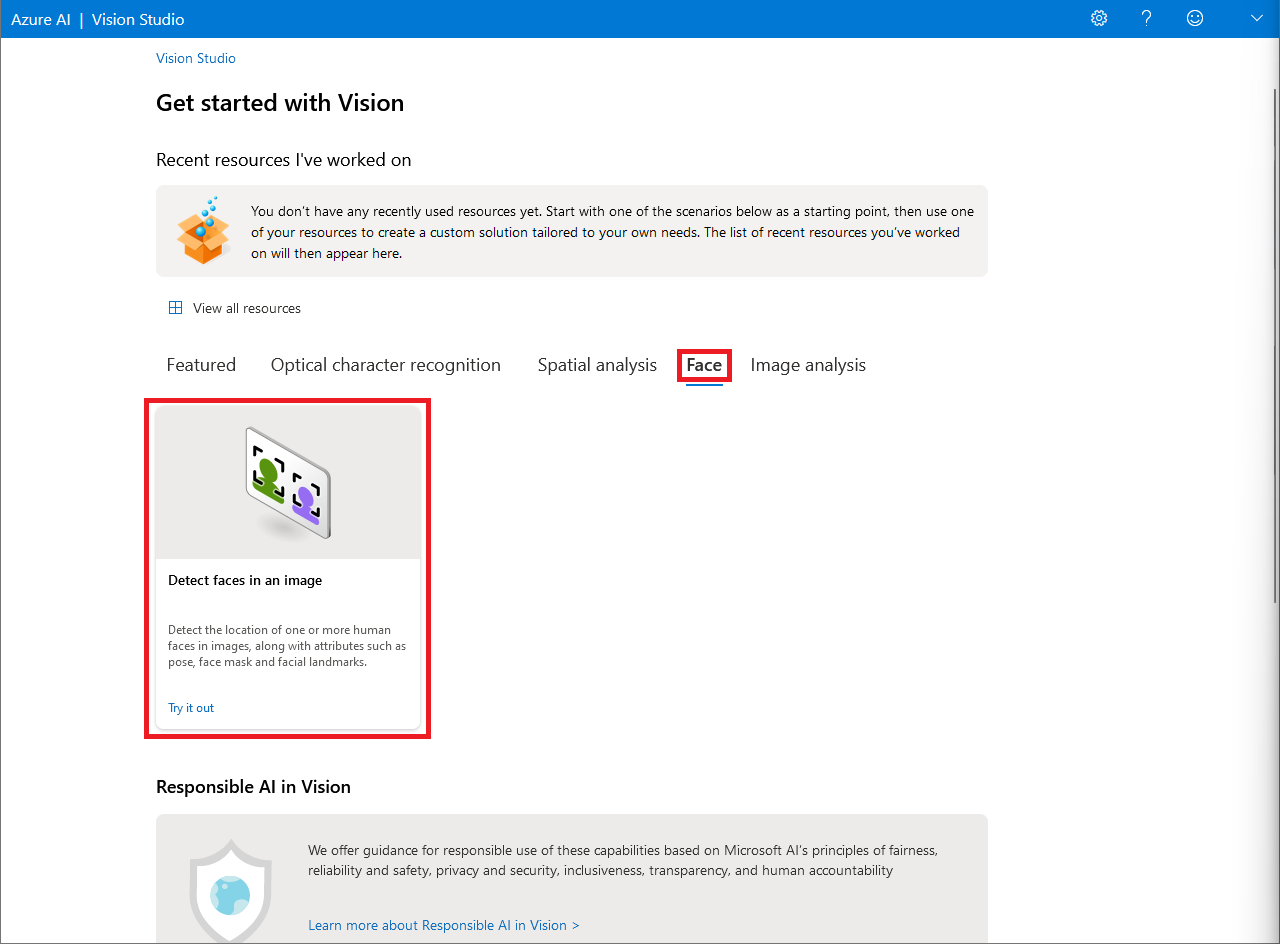 Azure AI | Vision Studio
Vision Studio
Get started with Vision
Recent resources I've worked on
You don't have any recently used resources yet. Start with one of the scenarios below as a starting point, then use one
of your resources to create a custom solution tailored to your own needs. The list of recent resources you've worked
on will then appear here.
View all resources
Featured Optical character recognition Spatial analysis Face Image analysis
Detect faces in an image
Detect the location of one or more human
faces in images, along with attributes such as
pose, face mask and facial landmarks.
Try it out
Responsible AI in Vision
We offer guidance for responsible use of these capabilities based on Microsoft AI's principles of fairness,
reliability and safety, privacy and security, inclusiveness, transparency, and human accountability
Learn more about Responsible AI in Vision >